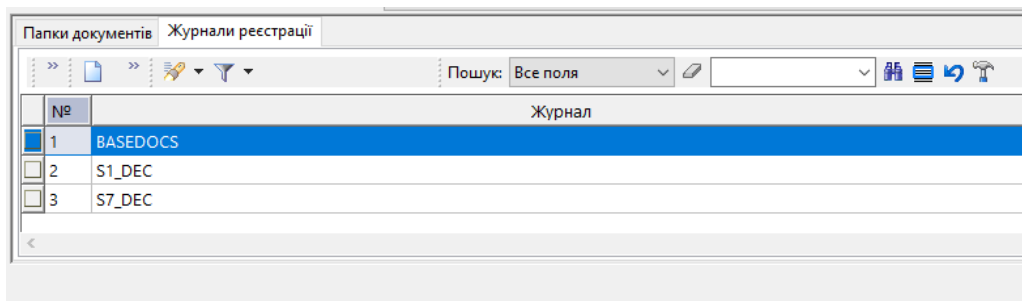 Папки документів Журнали реєстрації
Пошук: Все поля
№ Журнал
1 BASEDOCS
2 S1_DEC
3 S7_DEC